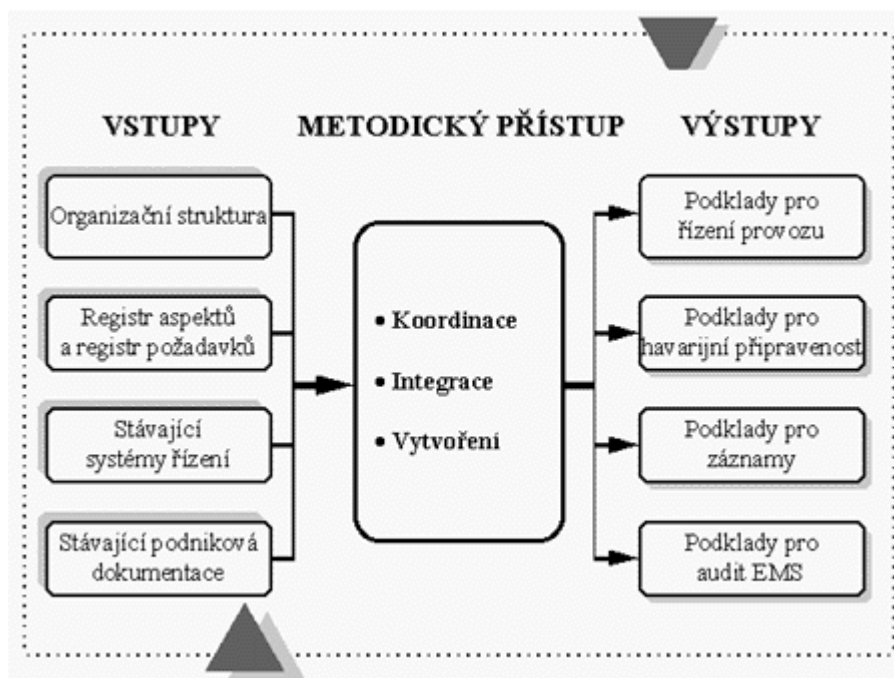 VSTUPY
Organizační struktura
Registr aspektů
a registr požadavků
Stávající
systémy řízení
Stávající podniková
dokumentace
METODICKÝ PŘÍSTUP
• Koordinace
• Integrace
• Vytvoření
VÝSTUPY
Podklady pro
řízení provozu
Podklady pro
havarijní připravenost
Podklady pro
záznamy
Podklady pro
audit EMS